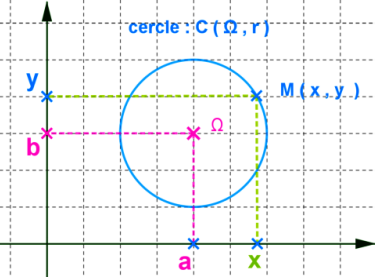 cercle : C ( Ω , r )
y
M ( x , y )
Ω
b
a
x